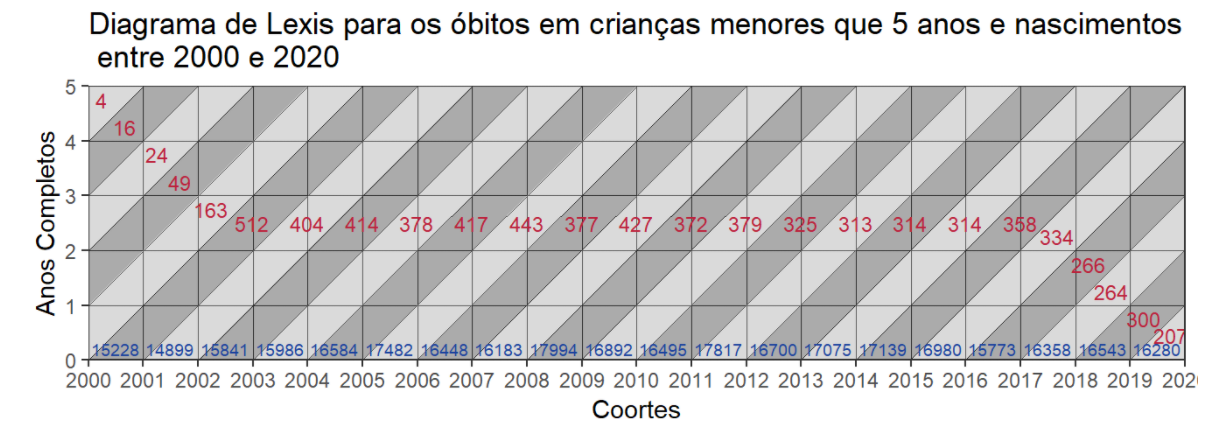 Diagrama de Lexis para os óbitos em crianças menores que 5 anos e nascimentos
entre 2000 e 2020
Anos Completos
5
4
3
2
1
0
4
16
24
49
163
512 404 414 378 417 443 377 427 372 379 325 313 314 314 358
334
266
264
300
207
15228 14899 15841 15986 16584 17482 16448 16183 17994 16892 16495 17817 16700 17075 17139 16980 15773 16358 16543 16280
2000 2001 2002 2003 2004 2005 2006 2007 2008 2009 2010 2011 2012 2013 2014 2015 2016 2017 2018 2019 202
Coortes